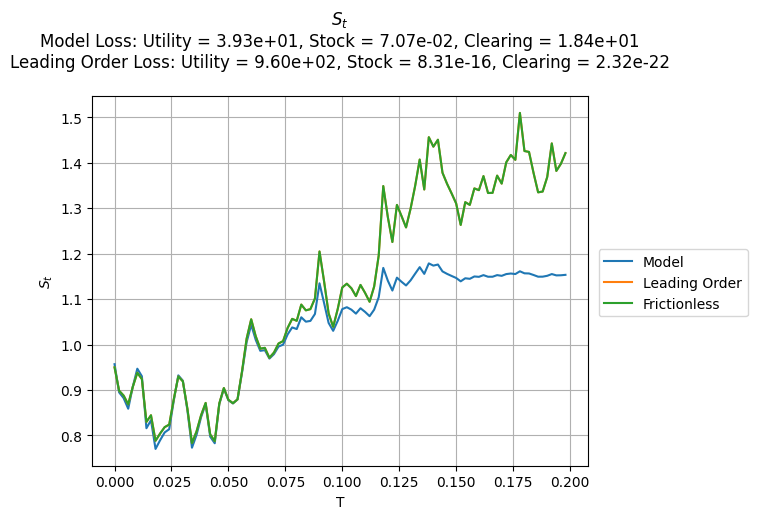 S_t
Model Loss: Utility = 3.93e+01, Stock = 7.07e-02, Clearing = 1.84e+01
Leading Order Loss: Utility = 9.60e+02, Stock = 8.31e-16, Clearing = 2.32e-22
1.5
1.4
1.3
1.2
1.1
1.0
0.9
0.8
S_t
0.000 0.025 0.050 0.075 0.100 0.125 0.150 0.175 0.200
T
Model
Leading Order
Frictionless